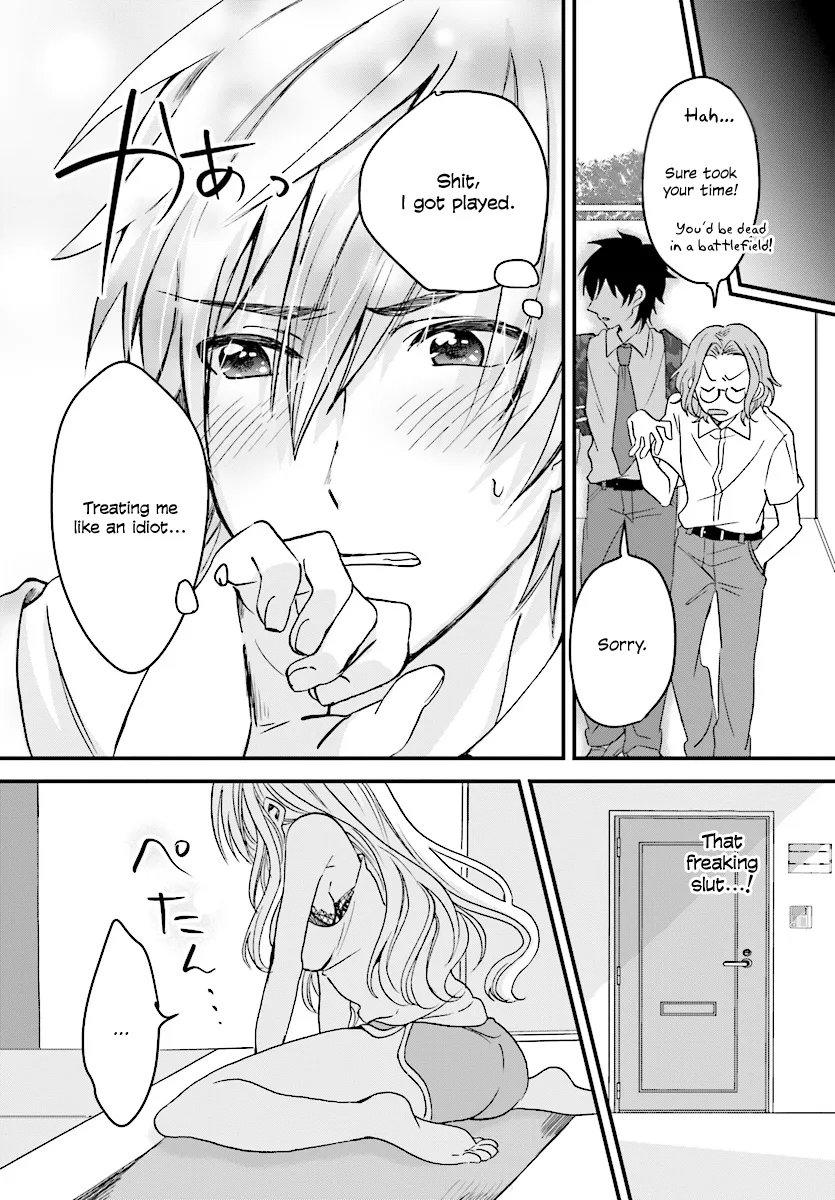 Hah...
Sure took
your time!
You'd be dead
in a battlefield!
Sorry.
Shit,
I got played.
かあっ
Treating me
like an idiot...
That
freaking
slut...!
ぺたん…
...